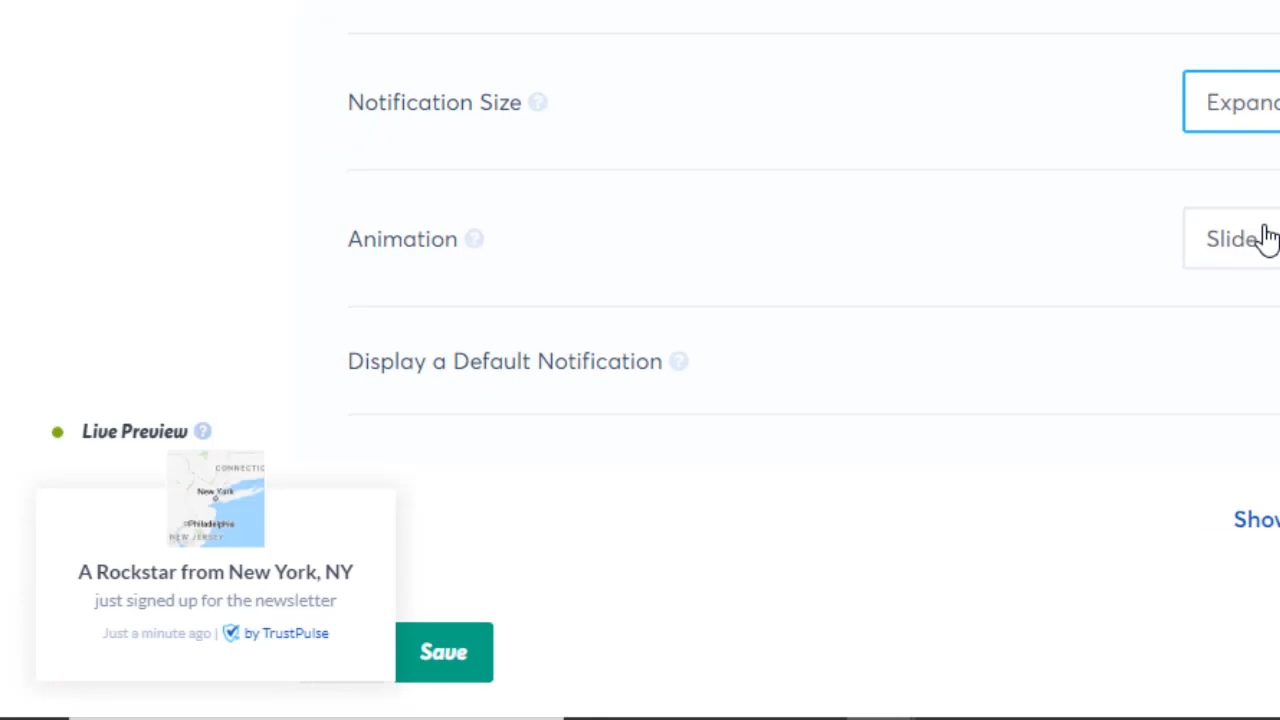 Notification Size
Expand
Animation
Slide
Display a Default Notification
Live Preview
CONNECTIC
New York
Philadelphia
NEW JERSEY
Show
A Rockstar from New York, NY
just signed up for the newsletter
Just a minute ago | by TrustPulse
Save